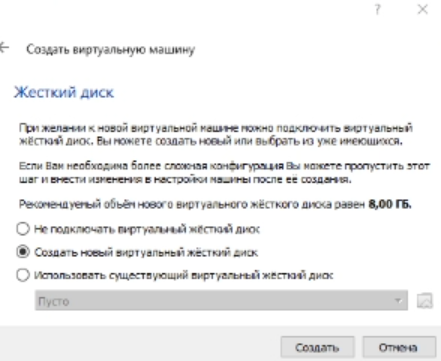 Создать виртуальную машину
Жесткий диск
При желании к новой виртуальной машине можно подключить виртуальный
жёсткий диск. Вы можете создать новый или выбрать из уже имеющихся.
Если Вам необходима более сложная конфигурация Вы можете пропустить этот
шаг и внести изменения в настройки машины после её создания.
Рекомендуемый объём нового виртуального жёсткого диска равен 8,00 ГБ.
Не подключать виртуальный жёсткий диск
Создать новый виртуальный жёсткий диск
Использовать существующий виртуальный жёсткий диск
Пусто
Создать Отмена